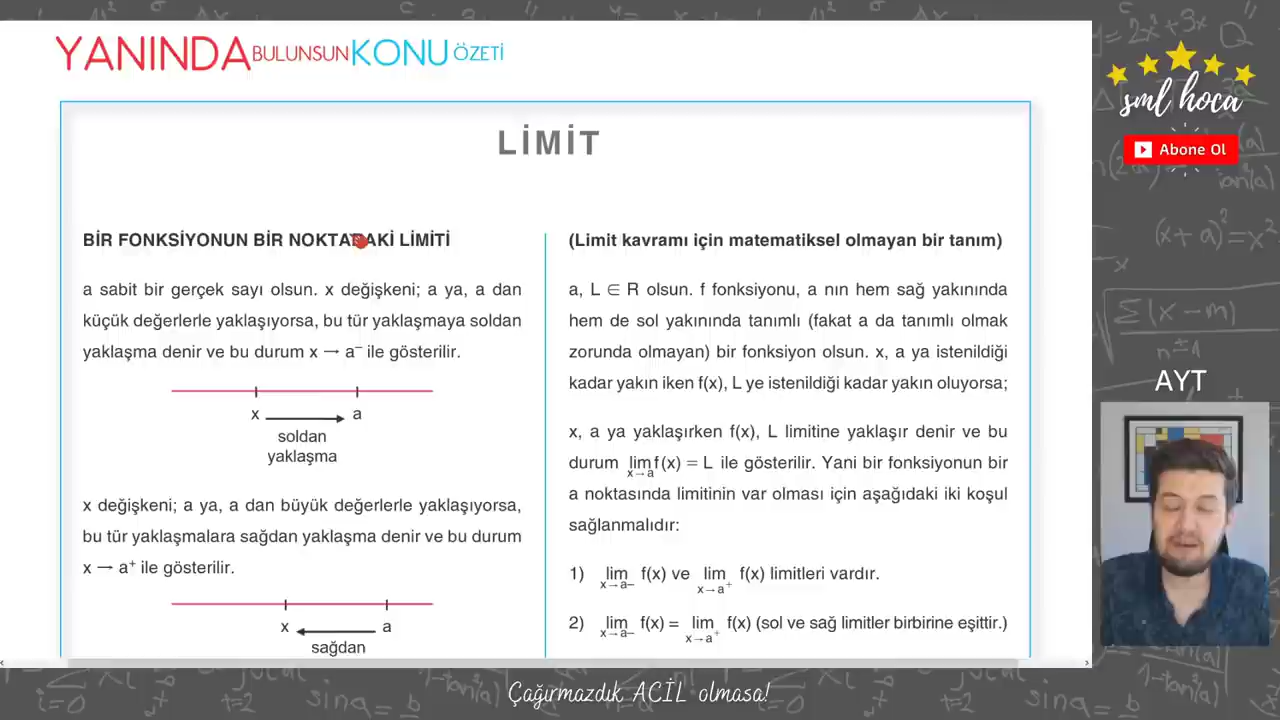 YANINDA BULUNSUN KONU ÖZETİ
LİMİT
BİR FONKSİYONUN BİR NOKTADAKİ LİMİTİ
a sabit bir gerçek sayı olsun. x değişkeni; a ya, a dan
küçük değerlerle yaklaşıyorsa, bu tür yaklaşmaya soldan
yaklaşma denir ve bu durum x → a⁻ ile gösterilir.
x a
soldan
yaklaşma
x değişkeni; a ya, a dan büyük değerlerle yaklaşıyorsa,
bu tür yaklaşmalara sağdan yaklaşma denir ve bu durum
x → a⁺ ile gösterilir.
x a
sağdan
(Limit kavramı için matematiksel olmayan bir tanım)
a, L ∈ R olsun. f fonksiyonu, a nın hem sağ yakınında
hem de sol yakınında tanımlı (fakat a da tanımlı olmak
zorunda olmayan) bir fonksiyon olsun. x, a ya istenildiği
kadar yakın iken f(x), L ye istenildiği kadar yakın oluyorsa;
x, a ya yaklaşırken f(x), L limitine yaklaşır denir ve bu
durum lim x→a f(x) = L ile gösterilir. Yani bir fonksiyonun bir
a noktasında limitinin var olması için aşağıdaki iki koşul
sağlanmalıdır:
1) lim x→a⁻ f(x) ve lim x→a⁺ f(x) limitleri vardır.
2) lim x→a⁻ f(x) = lim x→a⁺ f(x) (sol ve sağ limitler birbirine eşittir.)
sml hoca
Abone Ol
(x + a)² = x²
Σ(x − m)
n±1
AYT
Çağırmazdık ACİL olmasa!
i=0
t=2
sina =
t=2